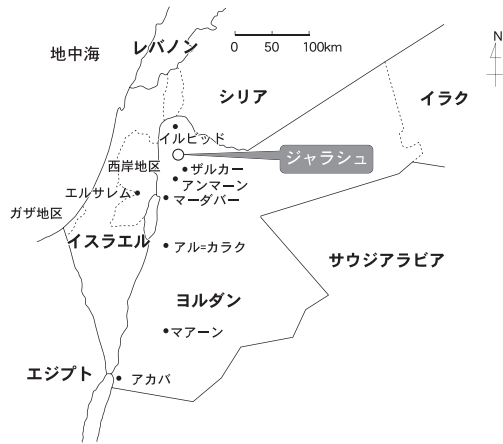 N
0 50 100km
レバノン
地中海
シリア
イラク
イルビッド
ジャラシュ
西岸地区
ザルカー
アンマーン
エルサレム
マーダバー
ガザ地区
イスラエル
アル=カラク
サウジアラビア
ヨルダン
マアーン
エジプト
アカバ